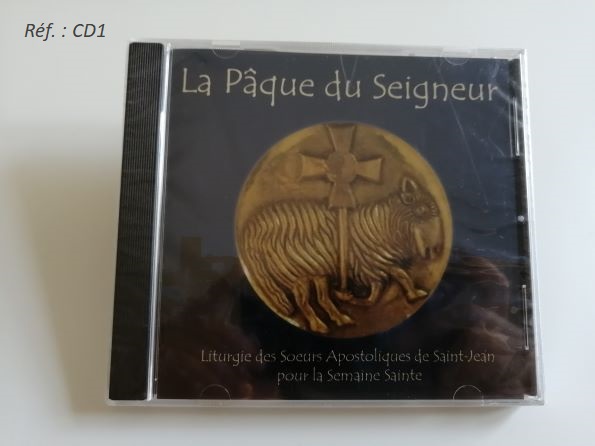 Réf. : CD1
La Pâque du Seigneur
Liturgie des Soeurs Apostoliques de Saint-Jean
pour la Semaine Sainte